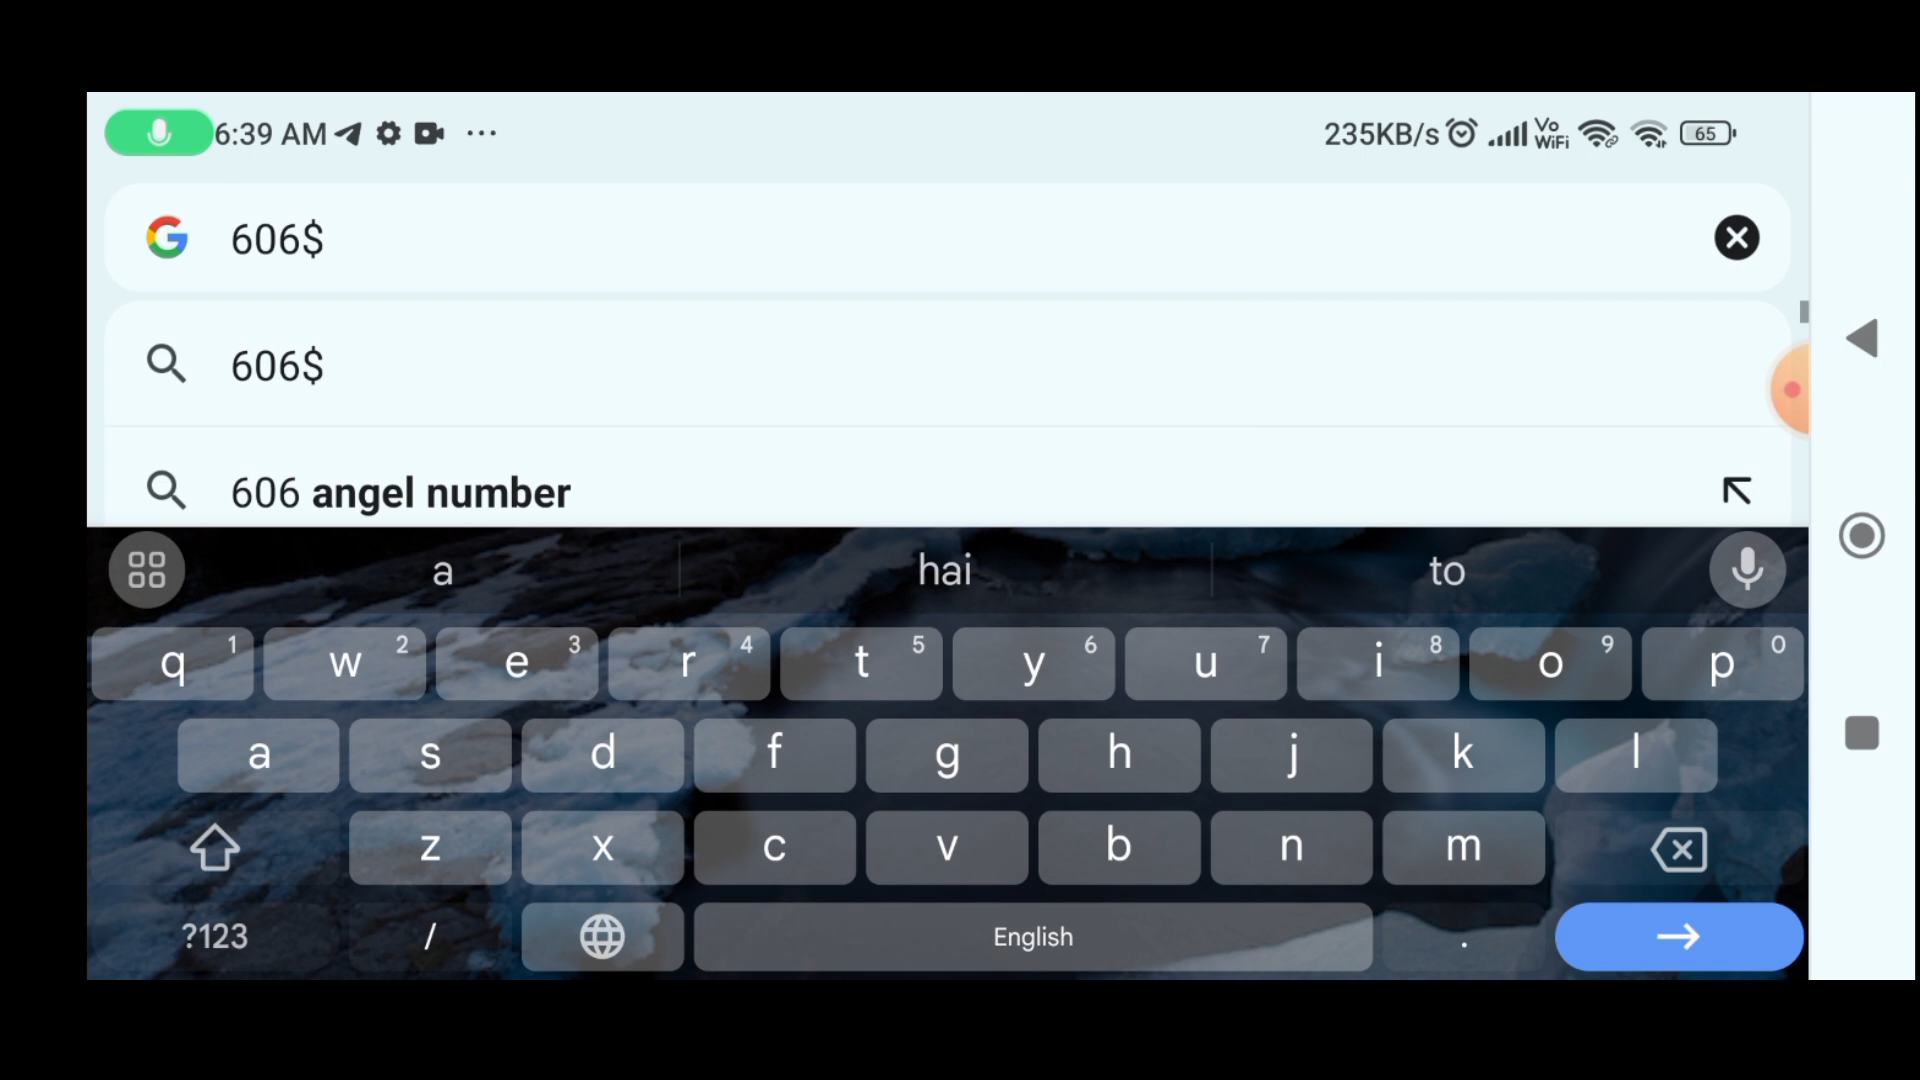 6:39 AM ... 235KB/s Vo WiFi 65
606$
606$
606 angel number
a hai to
q 1 w 2 e 3 r 4 t 5 y 6 u 7 i 8 o 9 p 0
a s d f g h j k l
z x c v b n m
?123 / English .